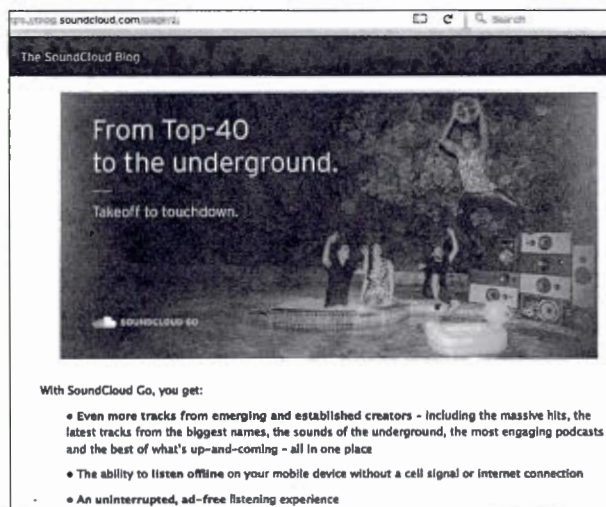 soundcloud.com/page/2/
Search
The SoundCloud Blog
From Top-40
to the underground.
Takeoff to touchdown.
SOUNDCLOUD GO
With SoundCloud Go, you get:
• Even more tracks from emerging and established creators - including the massive hits, the
latest tracks from the biggest names, the sounds of the underground, the most engaging podcasts
and the best of what's up-and-coming - all in one place
• The ability to listen offline on your mobile device without a cell signal or internet connection
• An uninterrupted, ad-free listening experience